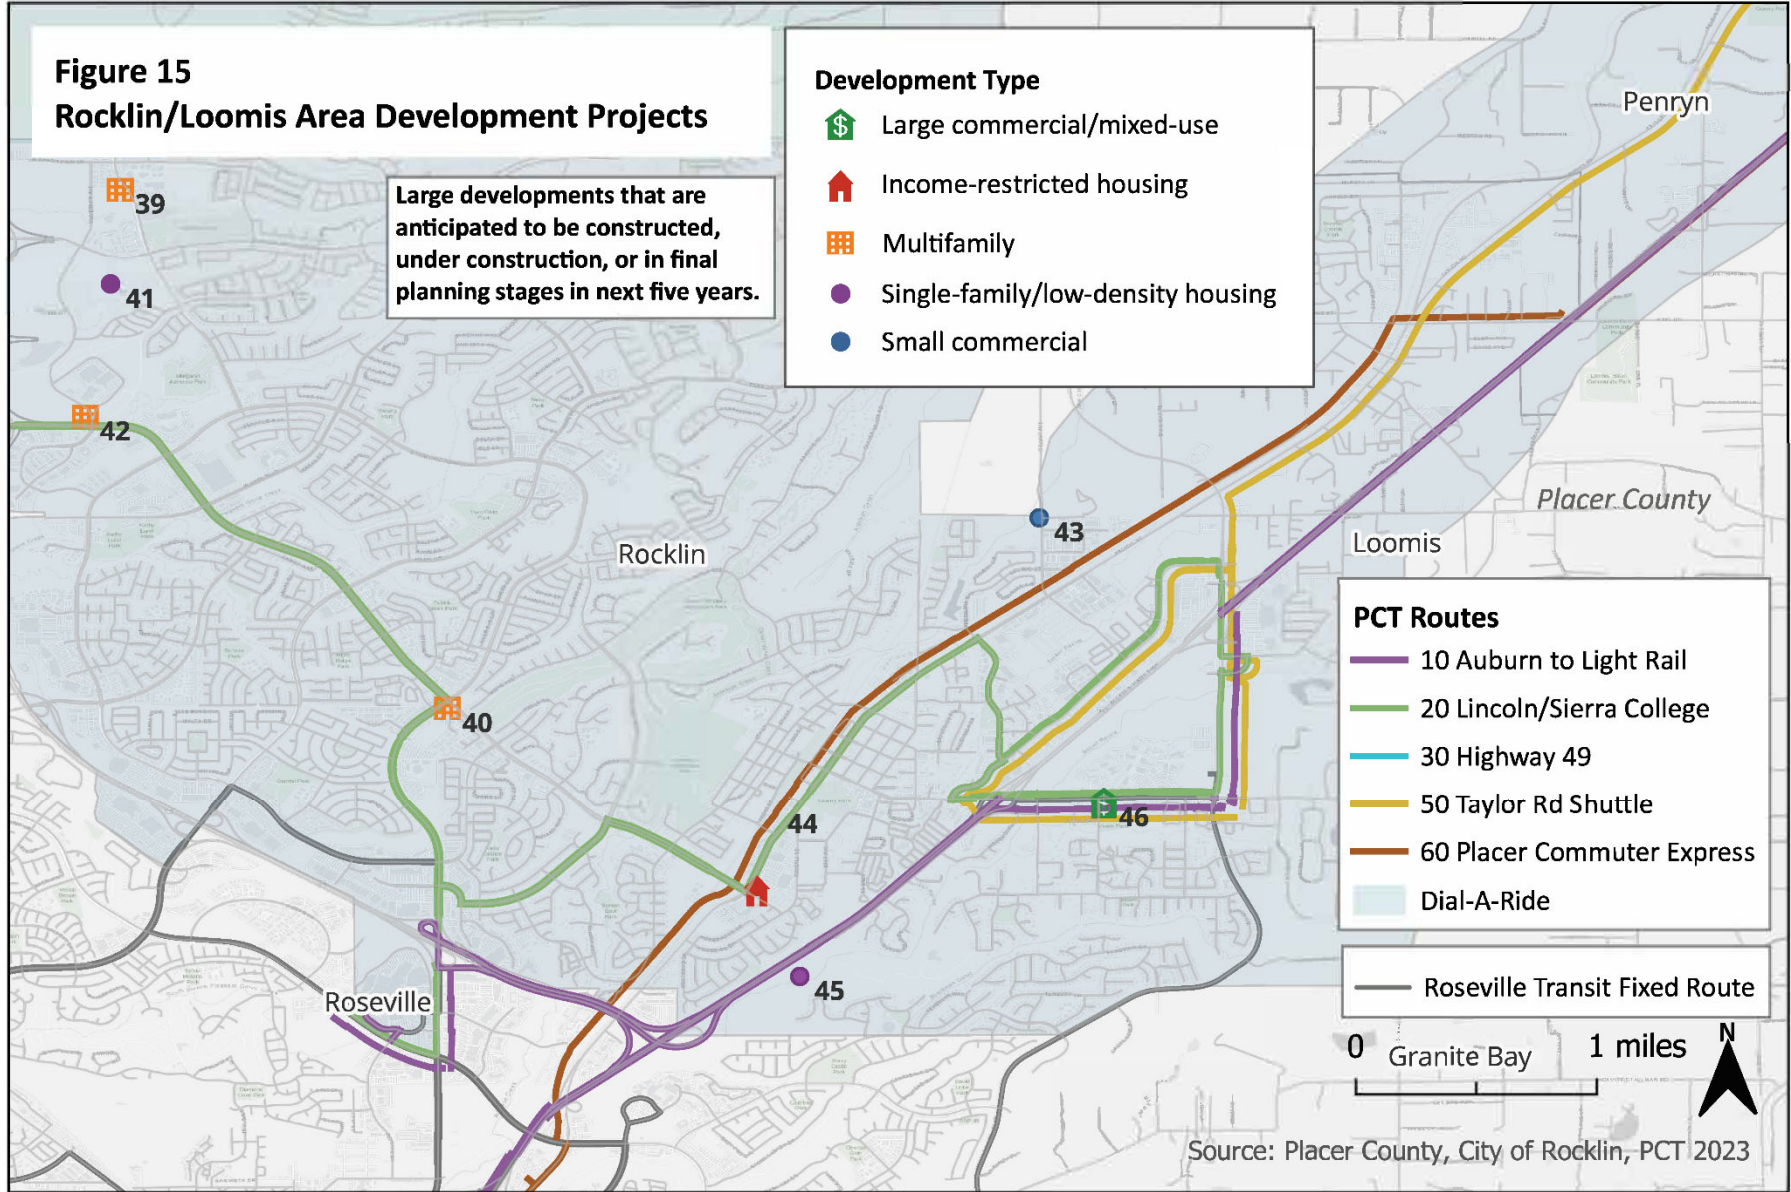 Figure 15
Rocklin/Loomis Area Development Projects
Large developments that are
anticipated to be constructed,
under construction, or in final
planning stages in next five years.
Development Type
Large commercial/mixed-use
Income-restricted housing
Multifamily
Single-family/low-density housing
Small commercial
Penryn
39
41
42
Placer County
43
Loomis
Rocklin
40
44
46
45
Roseville
PCT Routes
10 Auburn to Light Rail
20 Lincoln/Sierra College
30 Highway 49
50 Taylor Rd Shuttle
60 Placer Commuter Express
Dial-A-Ride
Roseville Transit Fixed Route
0 1 miles
N
Granite Bay
Source: Placer County, City of Rocklin, PCT 2023